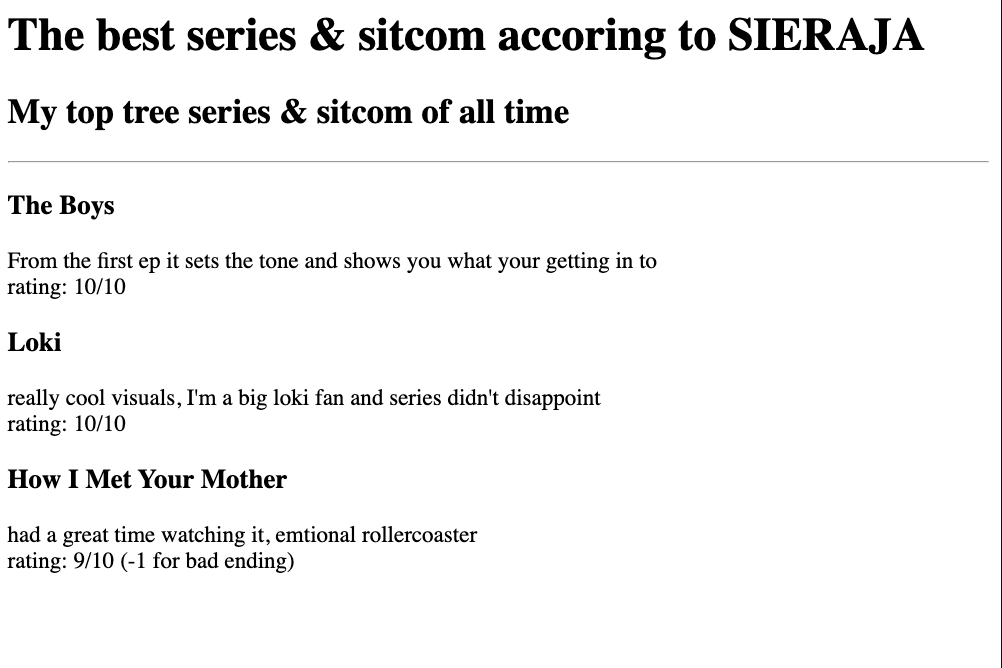 The best series & sitcom accoring to SIERAJA
My top tree series & sitcom of all time
The Boys
From the first ep it sets the tone and shows you what your getting in to
rating: 10/10
Loki
really cool visuals, I'm a big loki fan and series didn't disappoint
rating: 10/10
How I Met Your Mother
had a great time watching it, emtional rollercoaster
rating: 9/10 (-1 for bad ending)